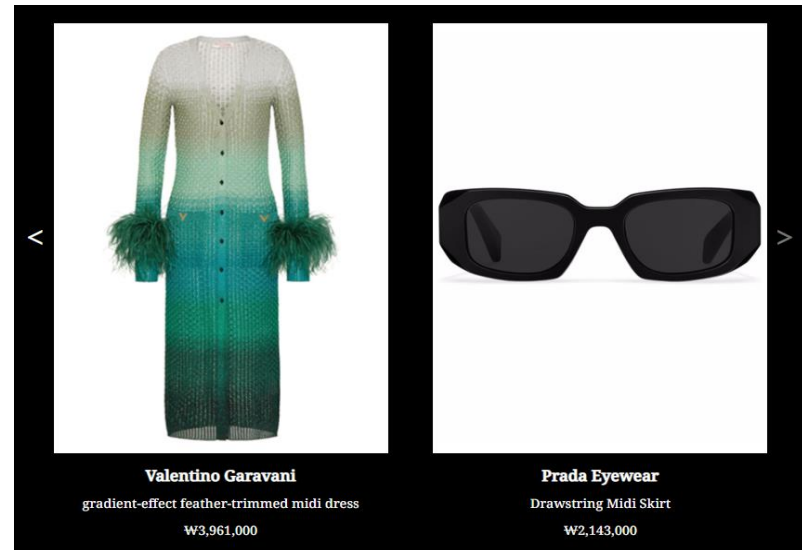 <
>
Valentino Garavani
gradient-effect feather-trimmed midi dress
₩3,961,000
Prada Eyewear
Drawstring Midi Skirt
₩2,143,000